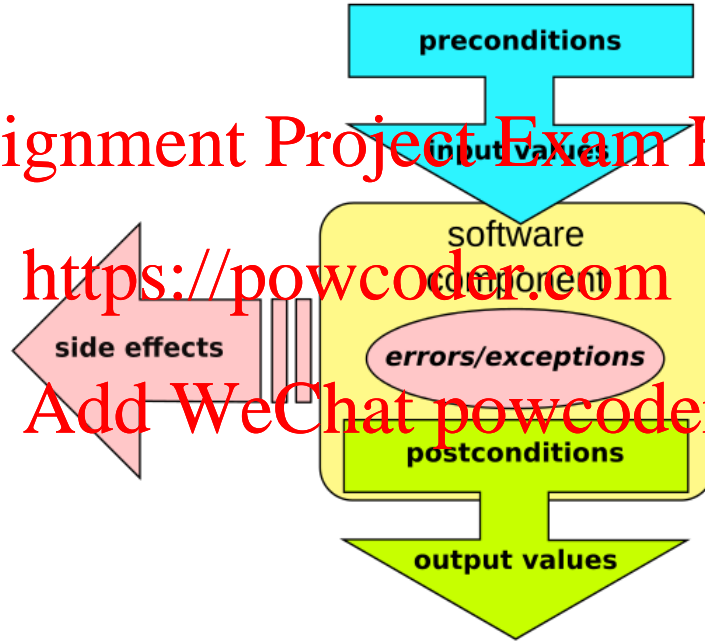 preconditions
ignment Project Exam
input values
software
https://powcoder.com
component
side effects
errors/exceptions
Add WeChat powcoder
postconditions
output values